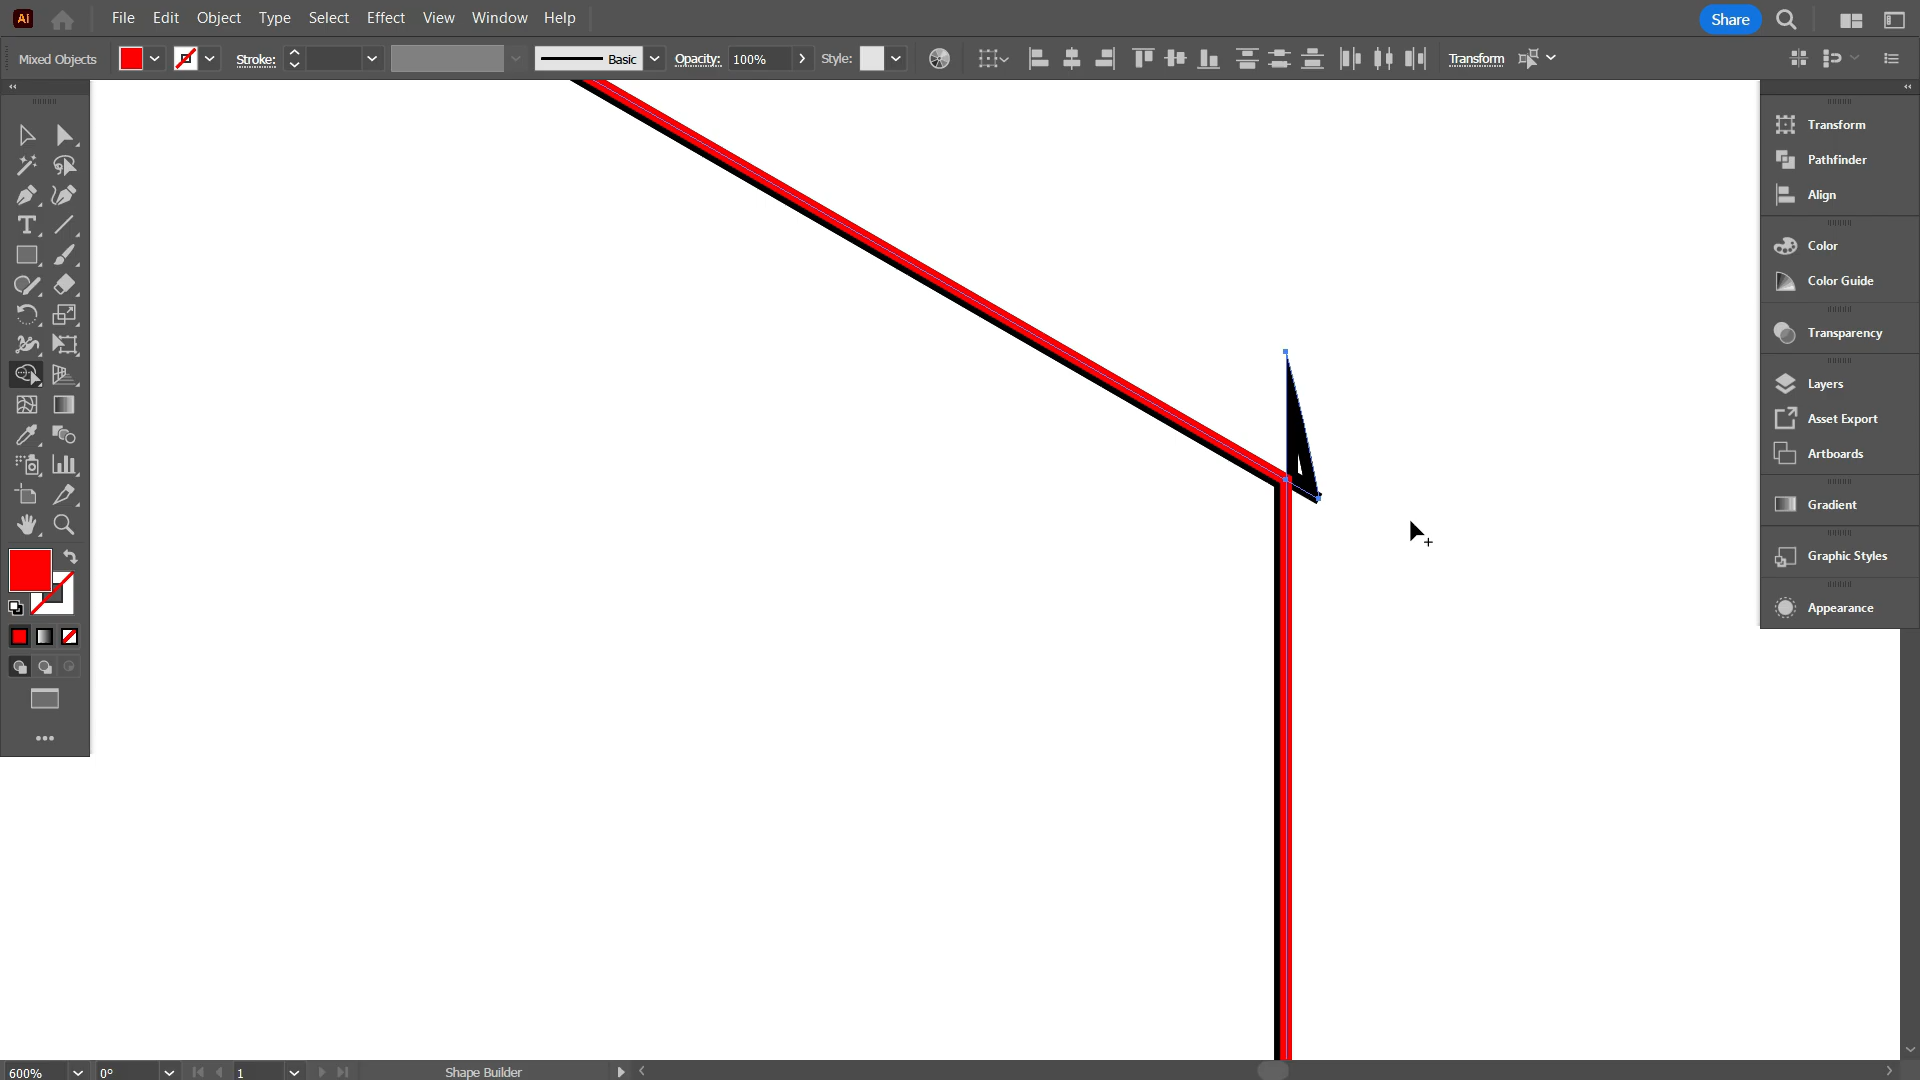 Ai File Edit Object Type Select Effect View Window Help Share
Mixed Objects Stroke: Basic Opacity: 100% Style: Transform
Transform
Pathfinder
Align
Color
Color Guide
Transparency
Layers
Asset Export
Artboards
Gradient
Graphic Styles
Appearance
600% 0° 1 Shape Builder